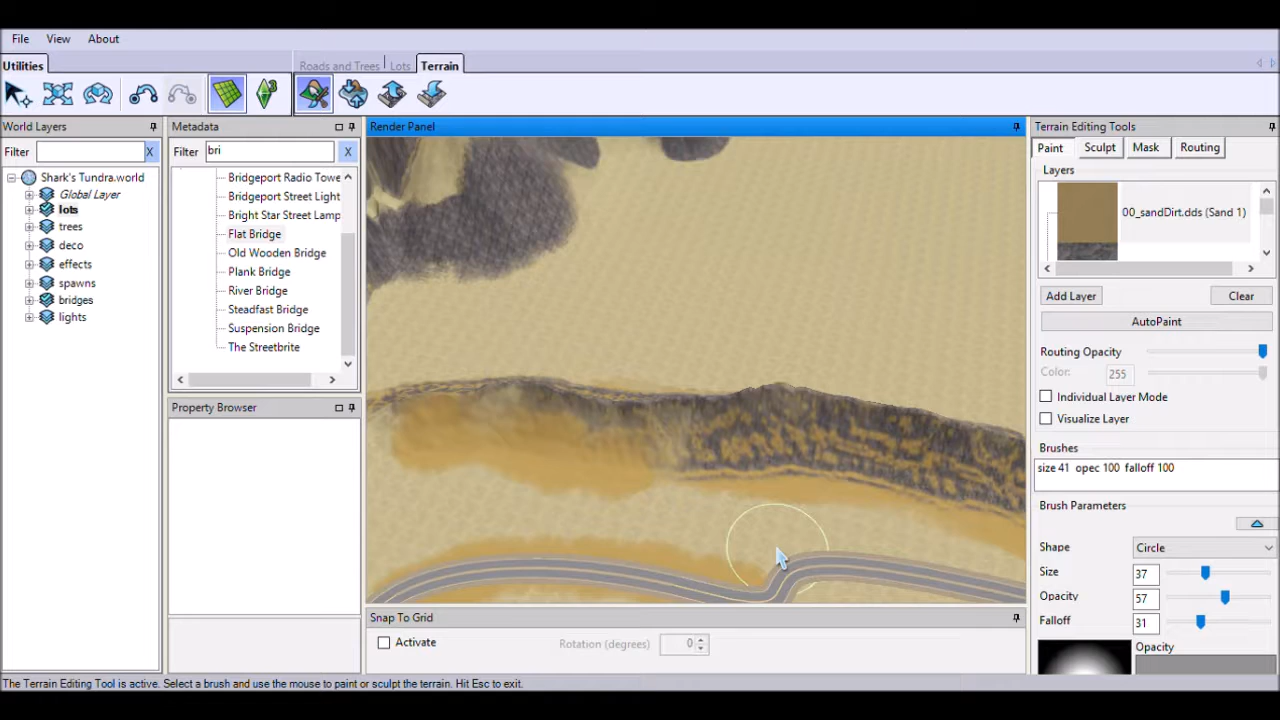 File View About
Utilities
Roads and Trees Lots Terrain
World Layers
Filter X
Shark's Tundra.world
Global Layer
lots
trees
deco
effects
spawns
bridges
lights
Metadata
Filter bri X
Bridgeport Radio Towe
Bridgeport Street Light
Bright Star Street Lamp
Flat Bridge
Old Wooden Bridge
Plank Bridge
River Bridge
Steadfast Bridge
Suspension Bridge
The Streetbrite
Property Browser
Render Panel
Snap To Grid
Activate Rotation (degrees) 0
Terrain Editing Tools
Paint Sculpt Mask Routing
Layers
00_sandDirt.dds (Sand 1)
Add Layer Clear
AutoPaint
Routing Opacity
Color: 255
Individual Layer Mode
Visualize Layer
Brushes
size 41 opec 100 falloff 100
Brush Parameters
Shape Circle
Size 37
Opacity 57
Falloff 31
Opacity
The Terrain Editing Tool is active. Select a brush and use the mouse to paint or sculpt the terrain. Hit Esc to exit.